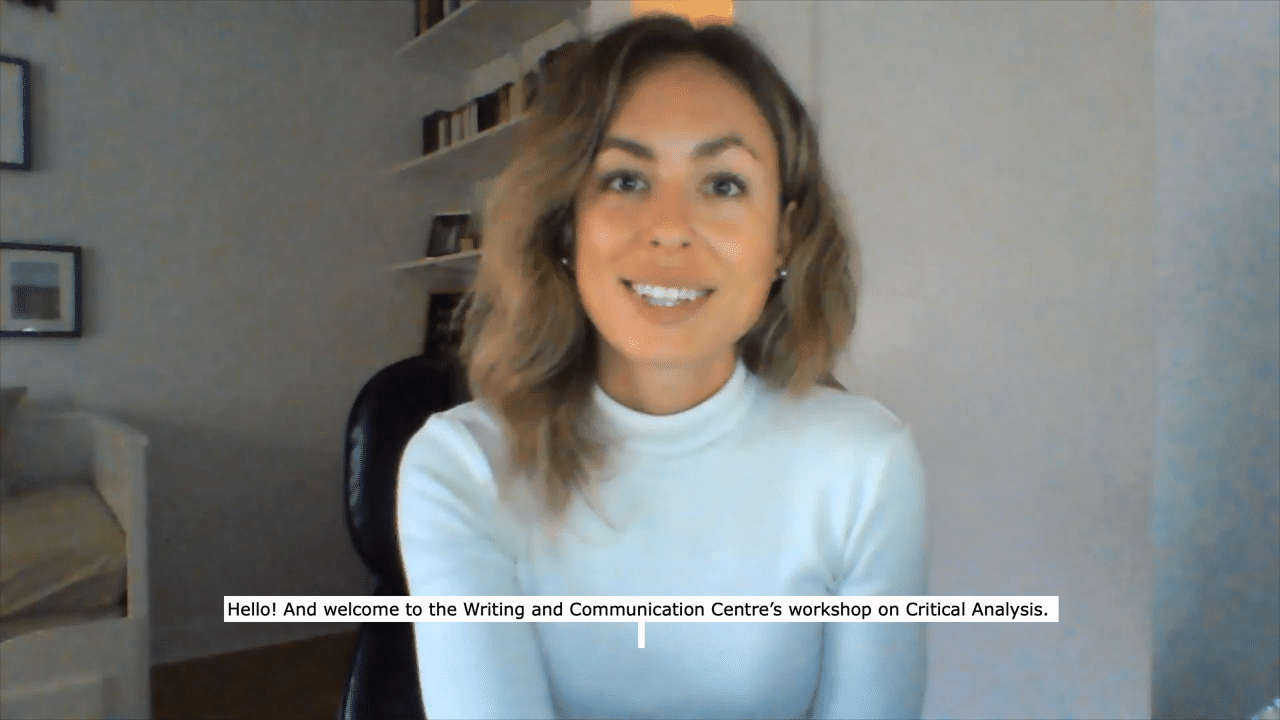 Hello! And welcome to the Writing and Communication Centre’s workshop on Critical Analysis.